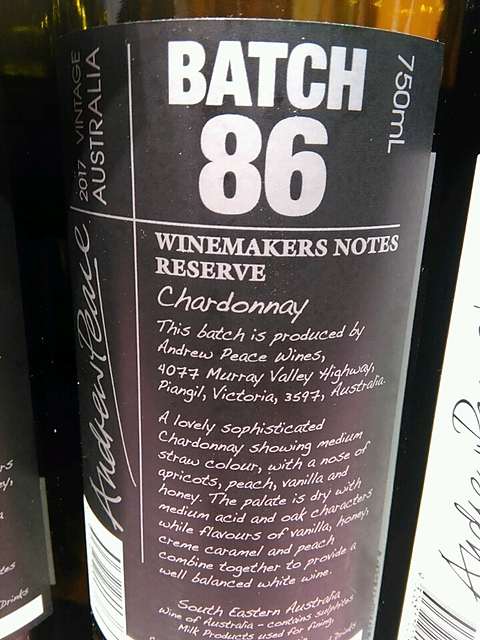 2017 VINTAGE
AUSTRALIA
Andrew Peace
BATCH
86
750mL
WINEMAKERS NOTES
RESERVE
Chardonnay
This batch is produced by
Andrew Peace Wines,
4077 Murray Valley Highway,
Piangil, Victoria, 3597, Australia.
A lovely sophisticated
Chardonnay showing medium
straw colour, with a nose of
apricots, peach, vanilla and
honey. The palate is dry with
medium acid and oak characters
while flavours of vanilla, honey,
creme caramel and peach
combine together to provide a
well balanced white wine.
South Eastern Australia
Wine of Australia - contains sulphites
Milk Products used for fining.
Drinks